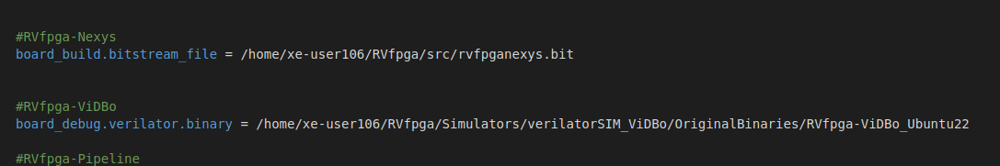 #RVfpga-Nexys
board_build.bitstream_file = /home/xe-user106/RVfpga/src/rvfpganexys.bit
#RVfpga-ViDBo
board_debug.verilator.binary = /home/xe-user106/RVfpga/Simulators/verilatorSIM_ViDBo/OriginalBinaries/RVfpga-ViDBo_Ubuntu22
#RVfpga-Pipeline